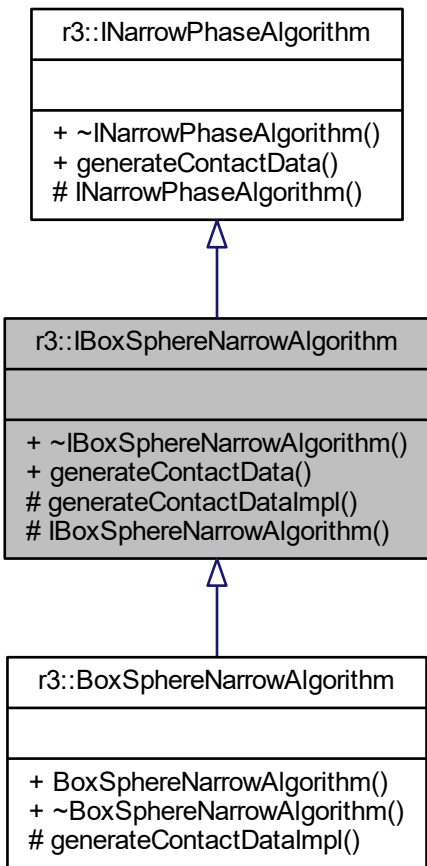 r3::INarrowPhaseAlgorithm
+ ~INarrowPhaseAlgorithm()
+ generateContactData()
# INarrowPhaseAlgorithm()
r3::IBoxSphereNarrowAlgorithm
+ ~IBoxSphereNarrowAlgorithm()
+ generateContactData()
# generateContactDataImpl()
# IBoxSphereNarrowAlgorithm()
r3::BoxSphereNarrowAlgorithm
+ BoxSphereNarrowAlgorithm()
+ ~BoxSphereNarrowAlgorithm()
# generateContactDataImpl()